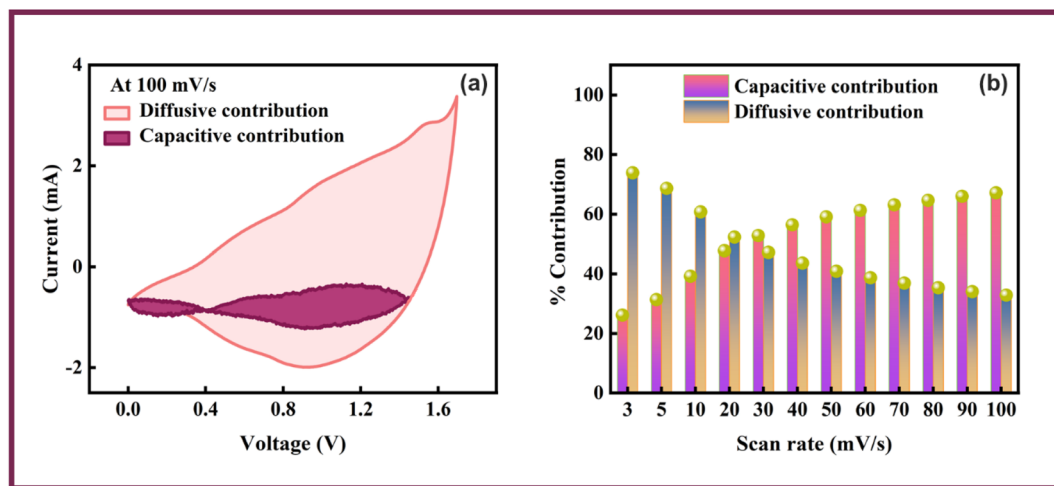 At 100 mV/s
(a)
Diffusive contribution
Capacitive contribution
4
2
0
-2
Current (mA)
0.0 0.4 0.8 1.2 1.6
Voltage (V)
(b)
Capacitive contribution
Diffusive contribution
100
80
60
40
20
0
% Contribution
3 5 10 20 30 40 50 60 70 80 90 100
Scan rate (mV/s)